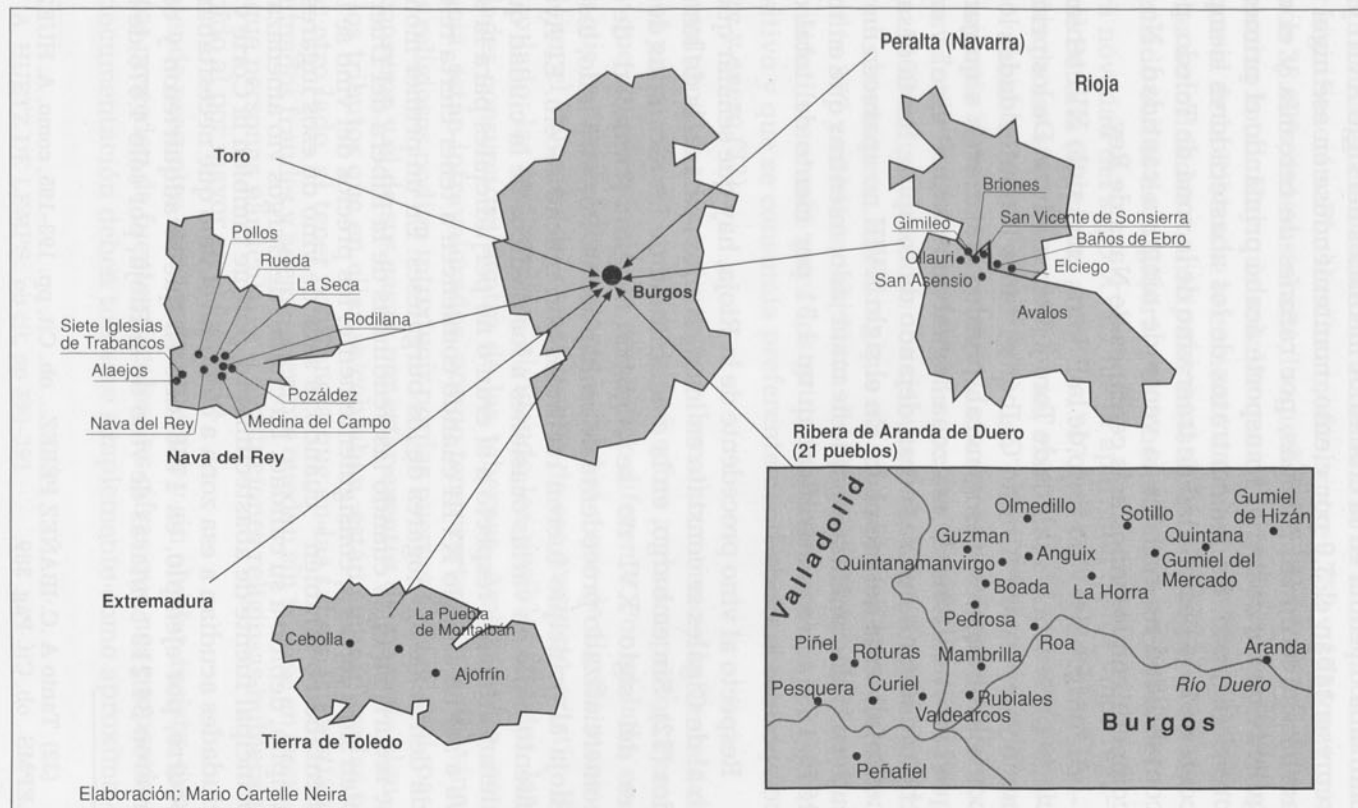 Peralta (Navarra)
Rioja
Toro
Briones
Gimileo
San Vicente de Sonsierra
Ollauri
Baños de Ebro
San Asensio
Elciego
Avalos
Burgos
Pollos
Rueda
La Seca
Siete Iglesias
de Trabancos
Rodilana
Alaejos
Pozáldez
Nava del Rey
Medina del Campo
Nava del Rey
Ribera de Aranda de Duero
(21 pueblos)
Valladolid
Olmedillo
Sotillo
Gumiel
de Hizán
Guzman
Quintana
Quintanamanvirgo
Anguix
Gumiel del
Mercado
Boada
La Horra
Pedrosa
Roa
Aranda
Piñel
Roturas
Mambrilla
Río Duero
Pesquera
Curiel
Rubiales
Valdearcos
Burgos
Peñafiel
Extremadura
Cebolla
La Puebla
de Montalbán
Ajofrín
Tierra de Toledo
Elaboración: Mario Cartelle Neira